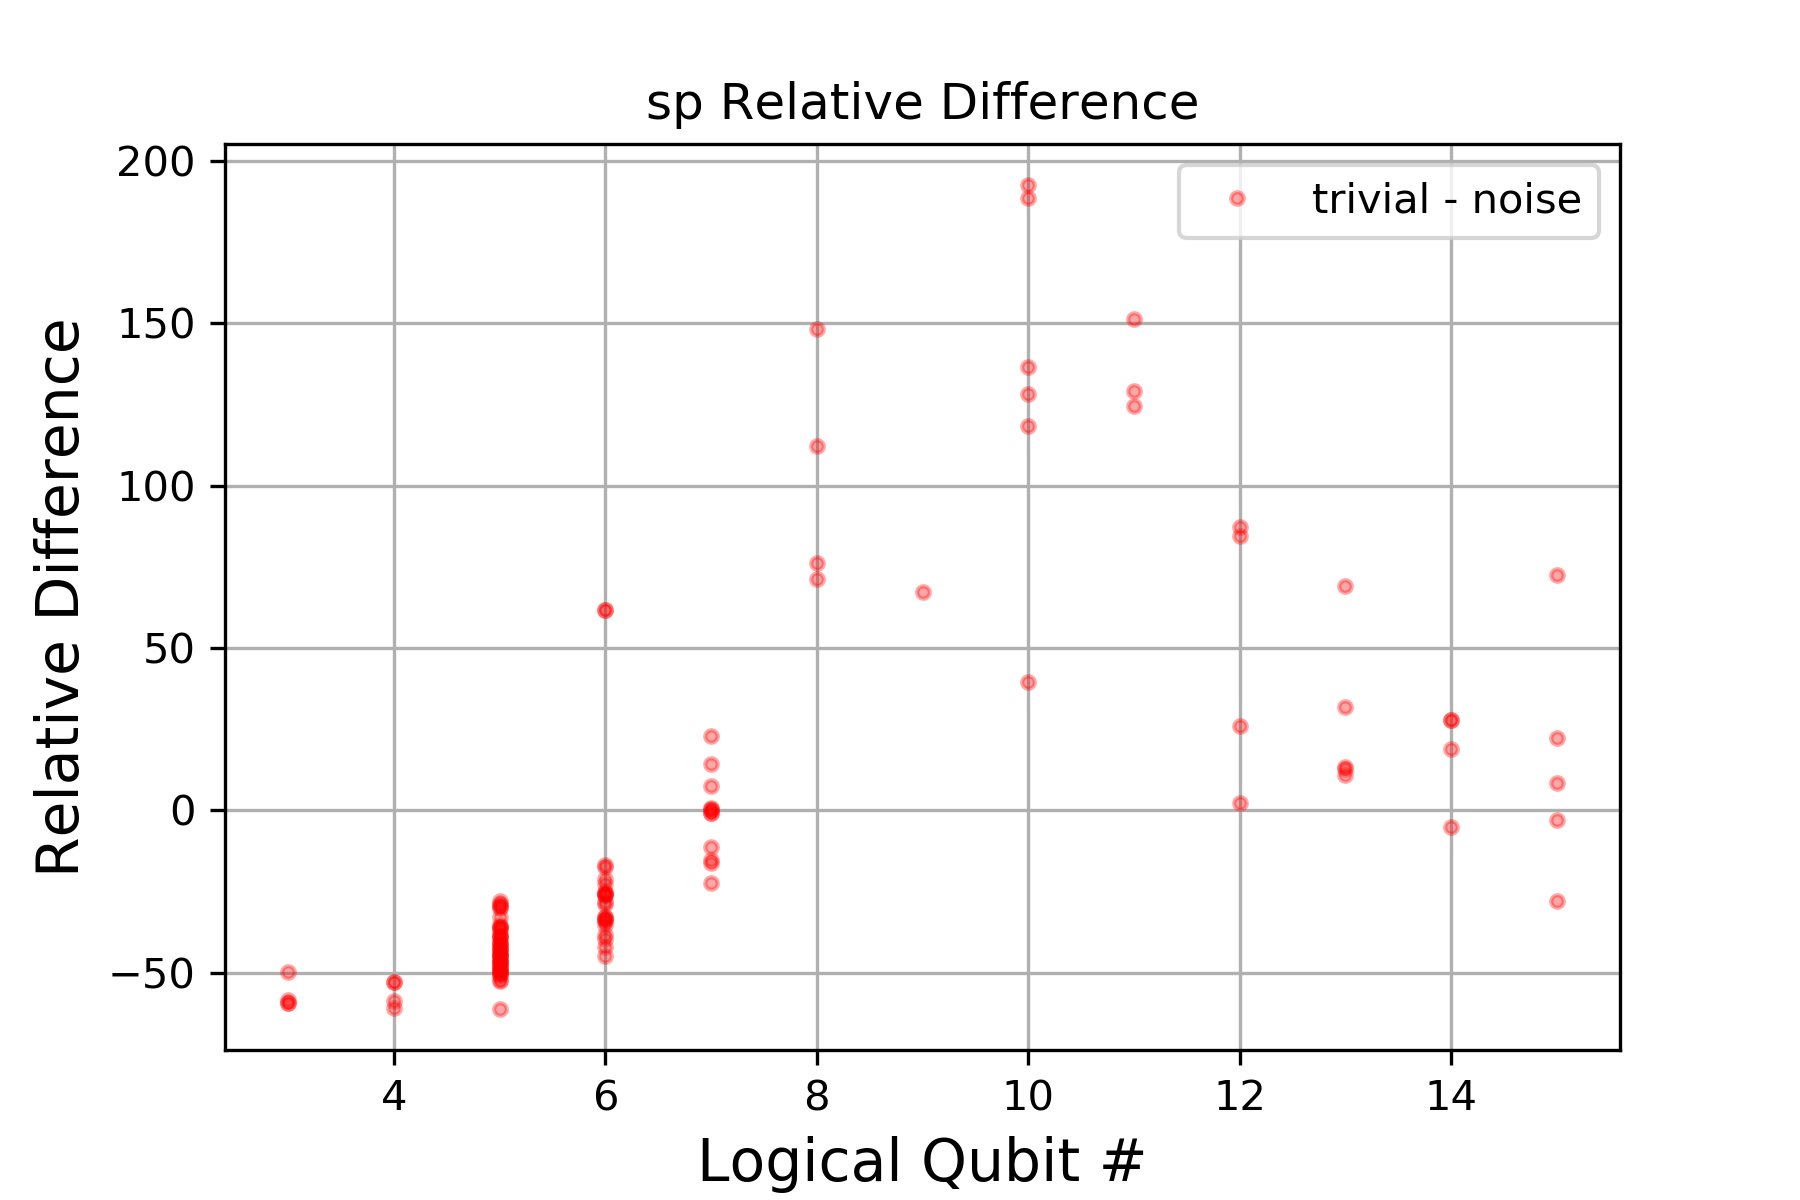 sp Relative Difference
200
150
100
50
0
−50
Relative Difference
trivial - noise
4 6 8 10 12 14
Logical Qubit #